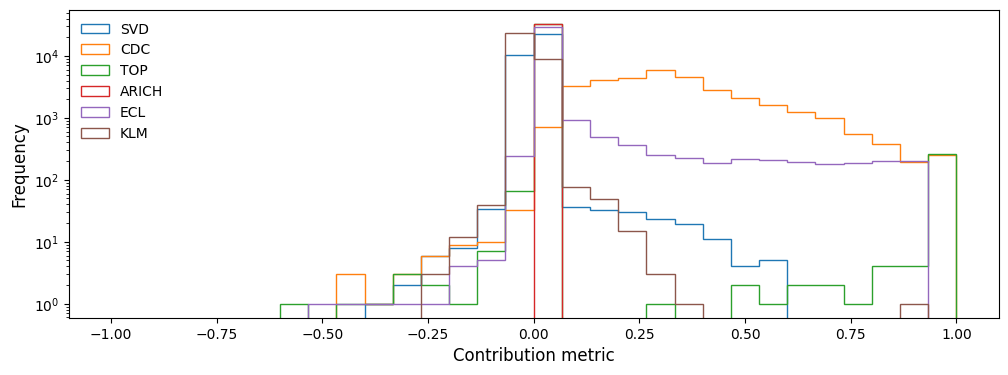 SVD
CDC
TOP
ARICH
ECL
KLM
Frequency
10⁴
10³
10²
10¹
10⁰
−1.00 −0.75 −0.50 −0.25 0.00 0.25 0.50 0.75 1.00
Contribution metric